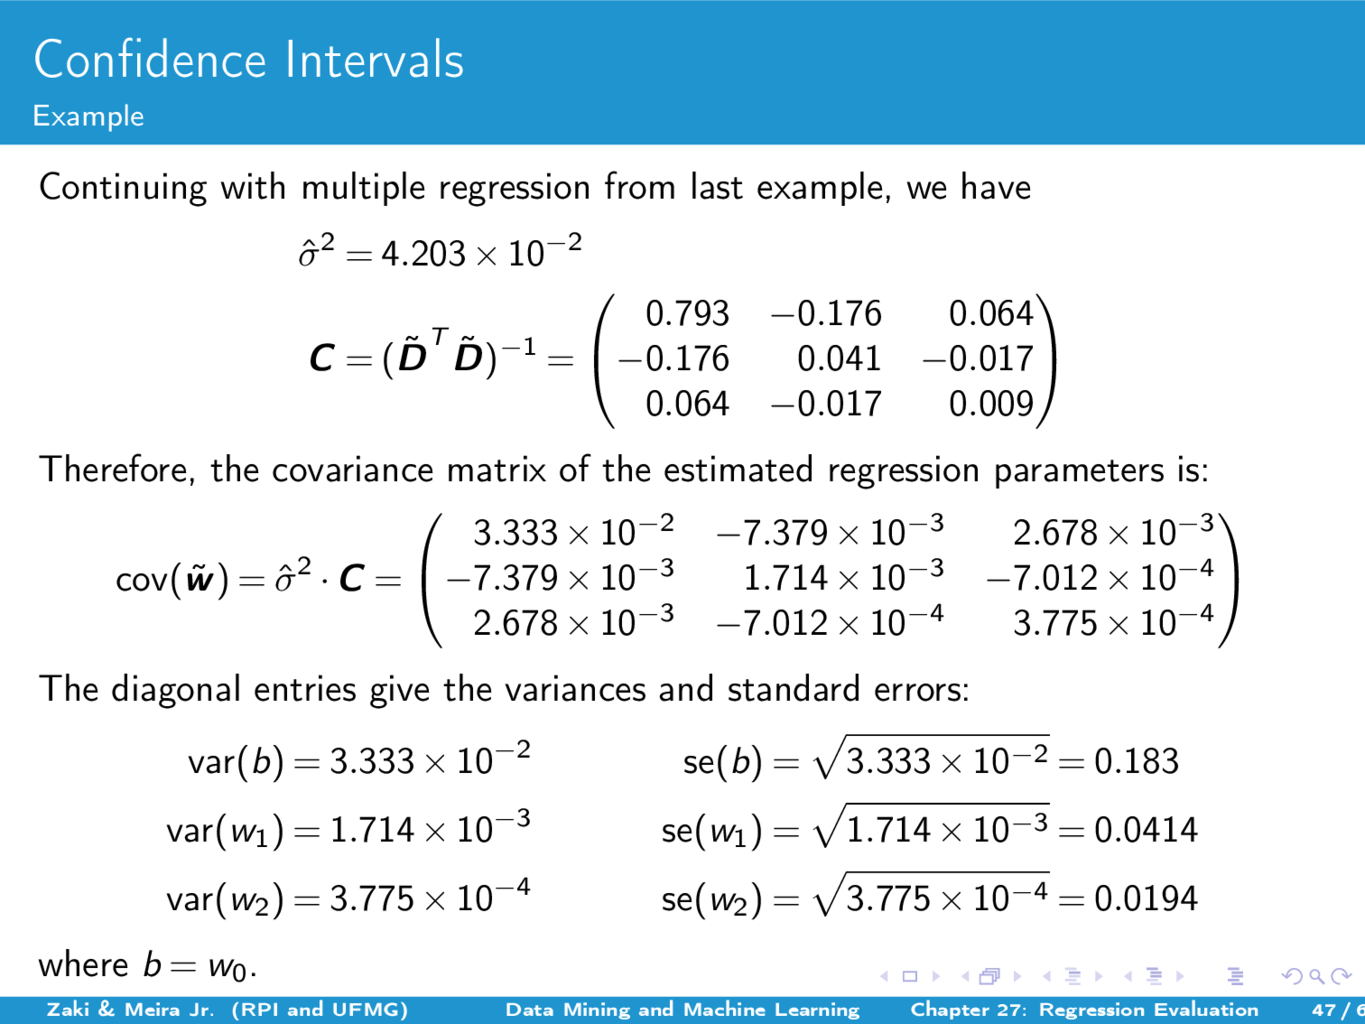 Confidence Intervals
Example
Continuing with multiple regression from last example, we have
σ̂² = 4.203 × 10⁻²
C = (D̃ᵀ D̃)⁻¹ = ( 0.793 −0.176 0.064
−0.176 0.041 −0.017
0.064 −0.017 0.009 )
Therefore, the covariance matrix of the estimated regression parameters is:
cov(w̃) = σ̂² · C = ( 3.333 × 10⁻² −7.379 × 10⁻³ 2.678 × 10⁻³
−7.379 × 10⁻³ 1.714 × 10⁻³ −7.012 × 10⁻⁴
2.678 × 10⁻³ −7.012 × 10⁻⁴ 3.775 × 10⁻⁴ )
The diagonal entries give the variances and standard errors:
var(b) = 3.333 × 10⁻² se(b) = √(3.333 × 10⁻²) = 0.183
var(w₁) = 1.714 × 10⁻³ se(w₁) = √(1.714 × 10⁻³) = 0.0414
var(w₂) = 3.775 × 10⁻⁴ se(w₂) = √(3.775 × 10⁻⁴) = 0.0194
where b = w₀.
Zaki & Meira Jr. (RPI and UFMG) Data Mining and Machine Learning Chapter 27: Regression Evaluation 47 /